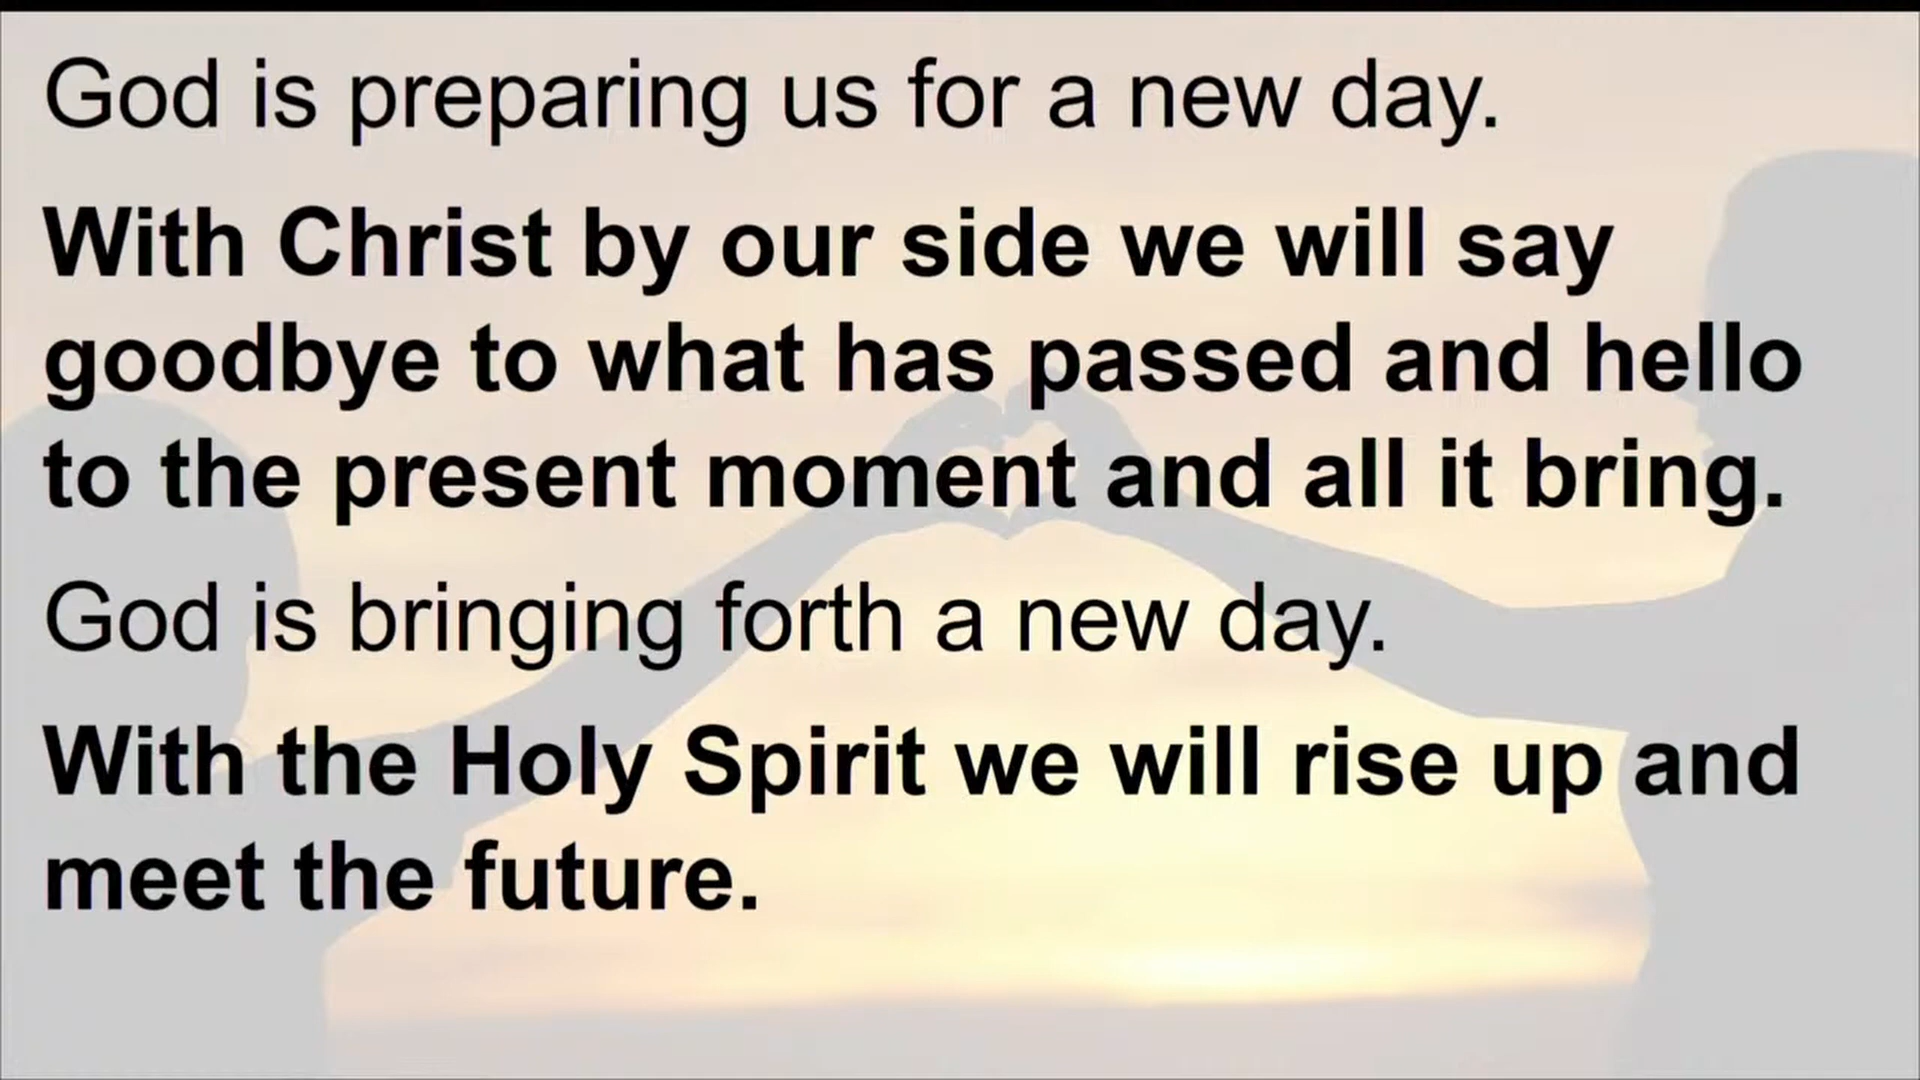 God is preparing us for a new day.
With Christ by our side we will say
goodbye to what has passed and hello
to the present moment and all it bring.
God is bringing forth a new day.
With the Holy Spirit we will rise up and
meet the future.